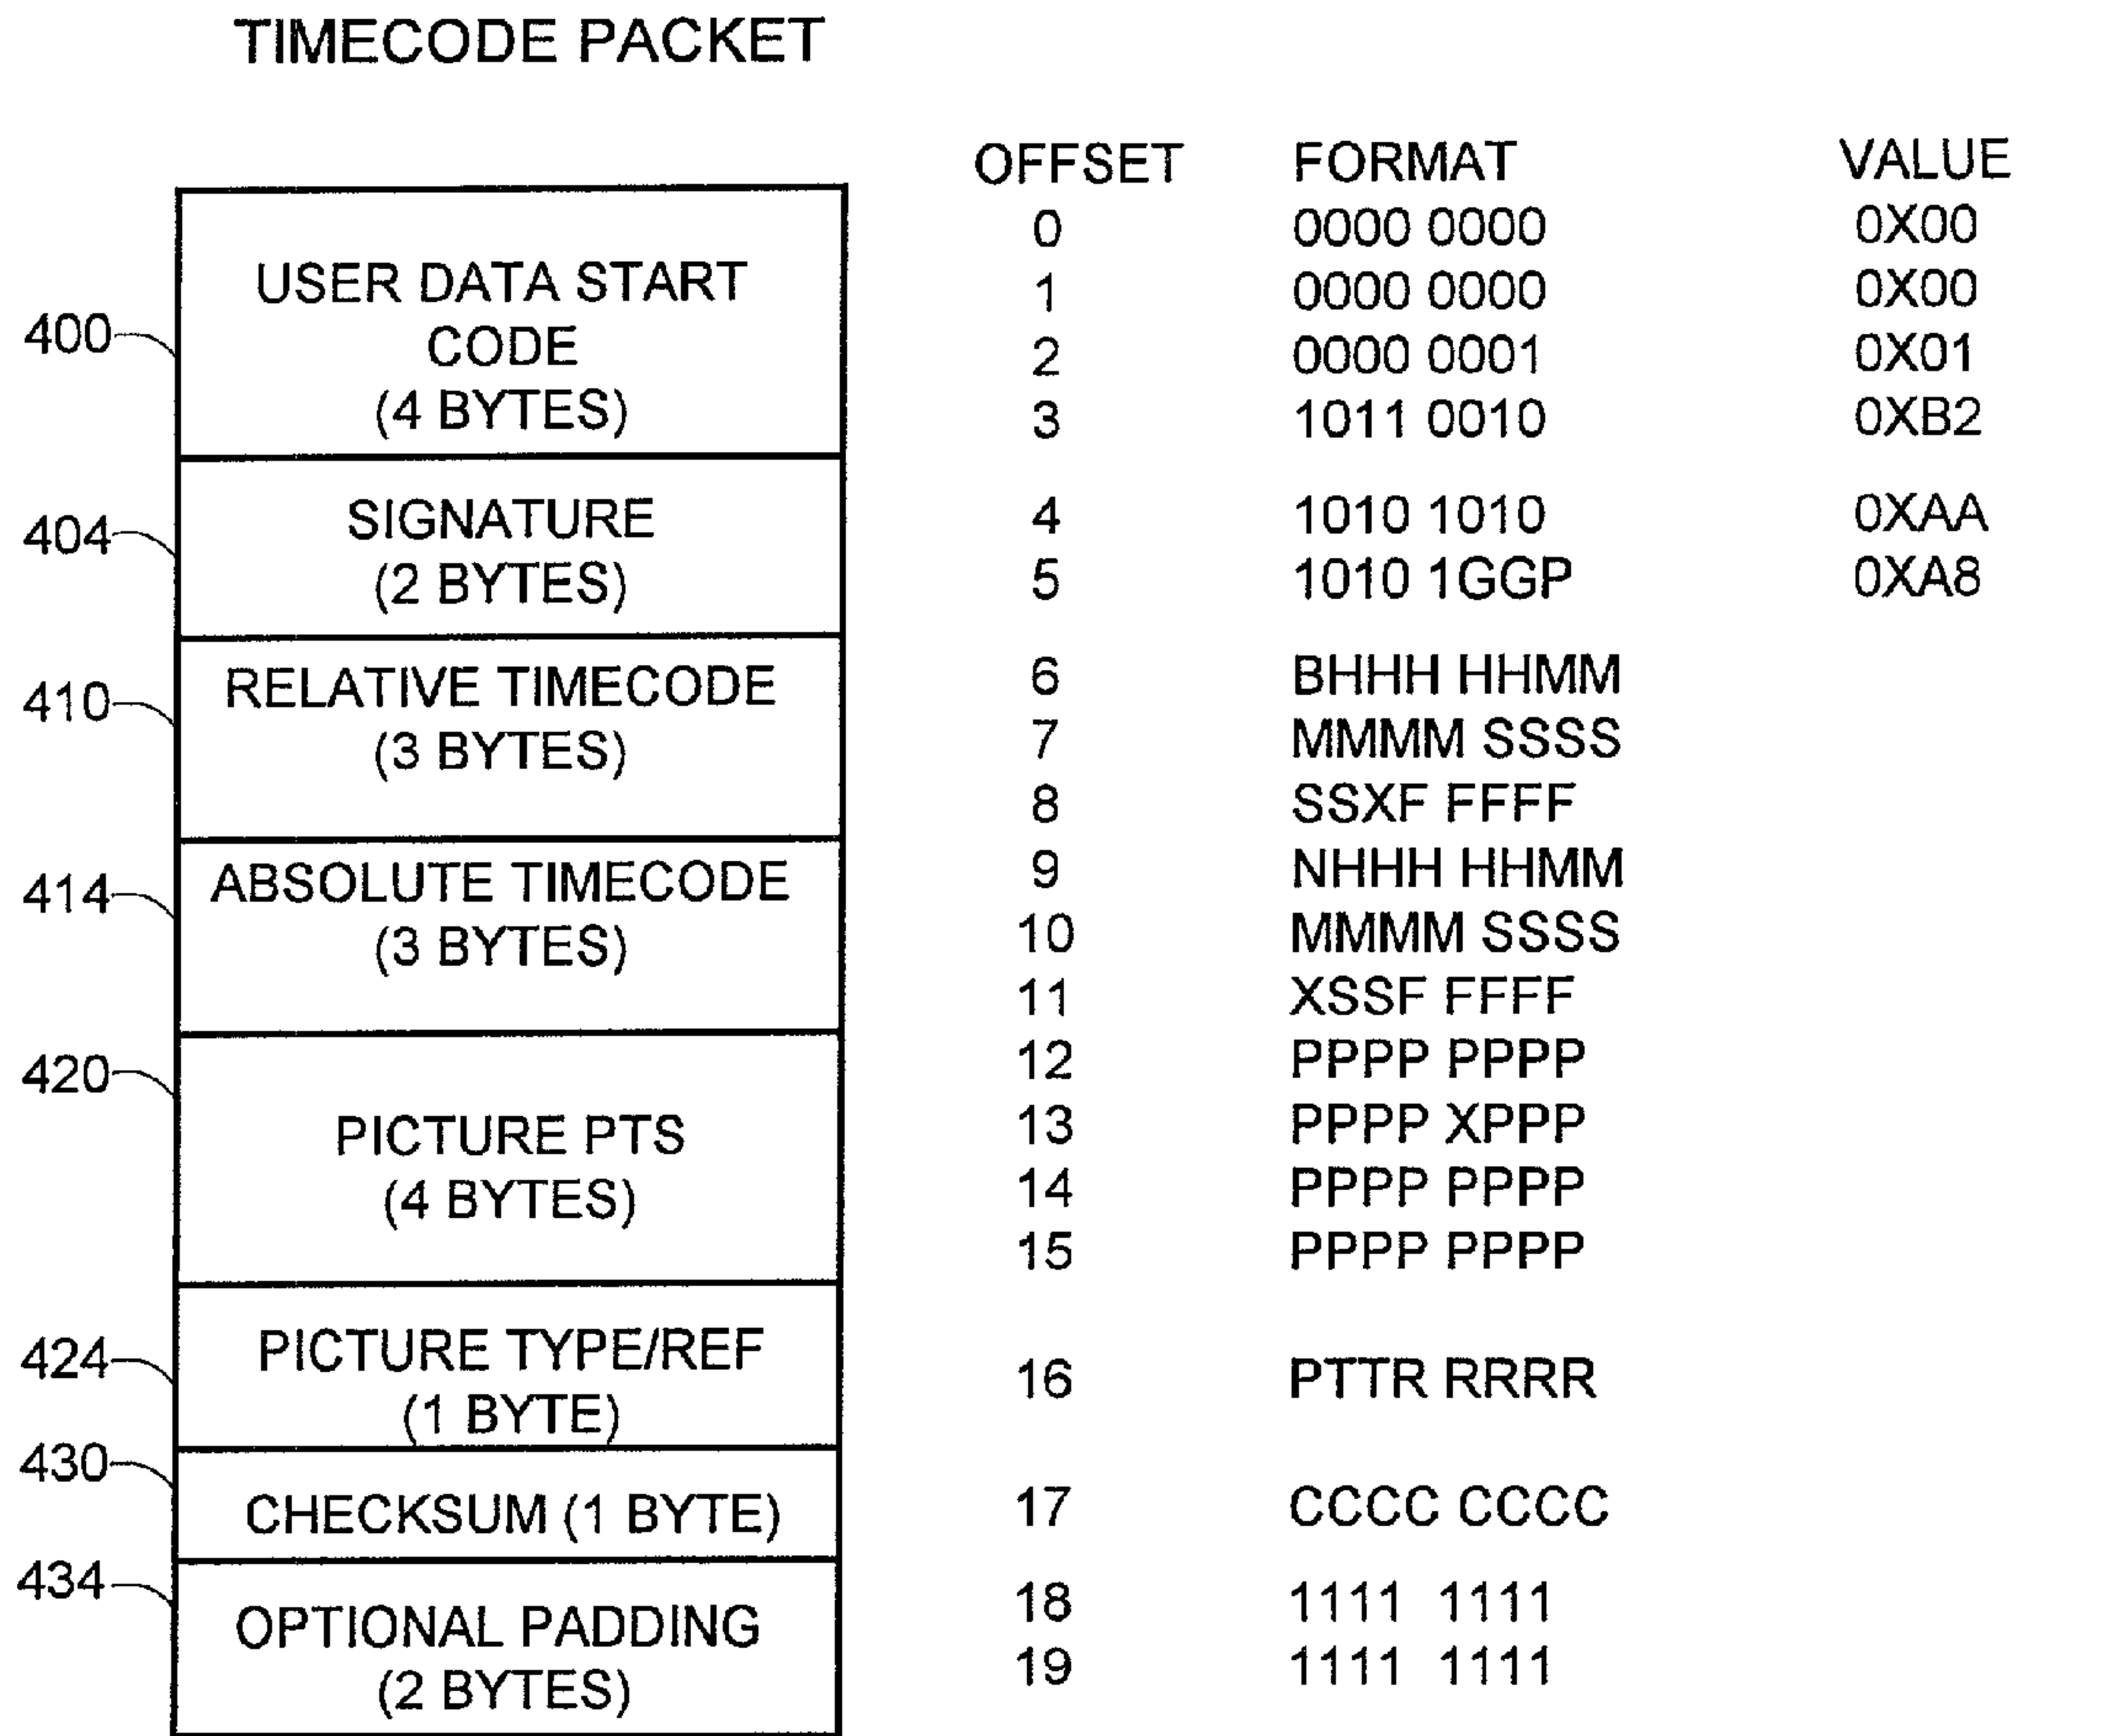 TIMECODE PACKET
OFFSET FORMAT VALUE
USER DATA START
CODE
(4 BYTES)
400
0 0000 0000 0X00
1 0000 0000 0X00
2 0000 0001 0X01
3 1011 0010 0XB2
SIGNATURE
(2 BYTES)
404
4 1010 1010 0XAA
5 1010 1GGP 0XA8
RELATIVE TIMECODE
(3 BYTES)
410
6 BHHH HHMM
7 MMMM SSSS
8 SSXF FFFF
ABSOLUTE TIMECODE
(3 BYTES)
414
9 NHHH HHMM
10 MMMM SSSS
11 XSSF FFFF
420
PICTURE PTS
(4 BYTES)
12 PPPP PPPP
13 PPPP XPPP
14 PPPP PPPP
15 PPPP PPPP
PICTURE TYPE/REF
(1 BYTE)
424
16 PTTR RRRR
430
CHECKSUM (1 BYTE)
17 CCCC CCCC
434
OPTIONAL PADDING
(2 BYTES)
18 1111 1111
19 1111 1111